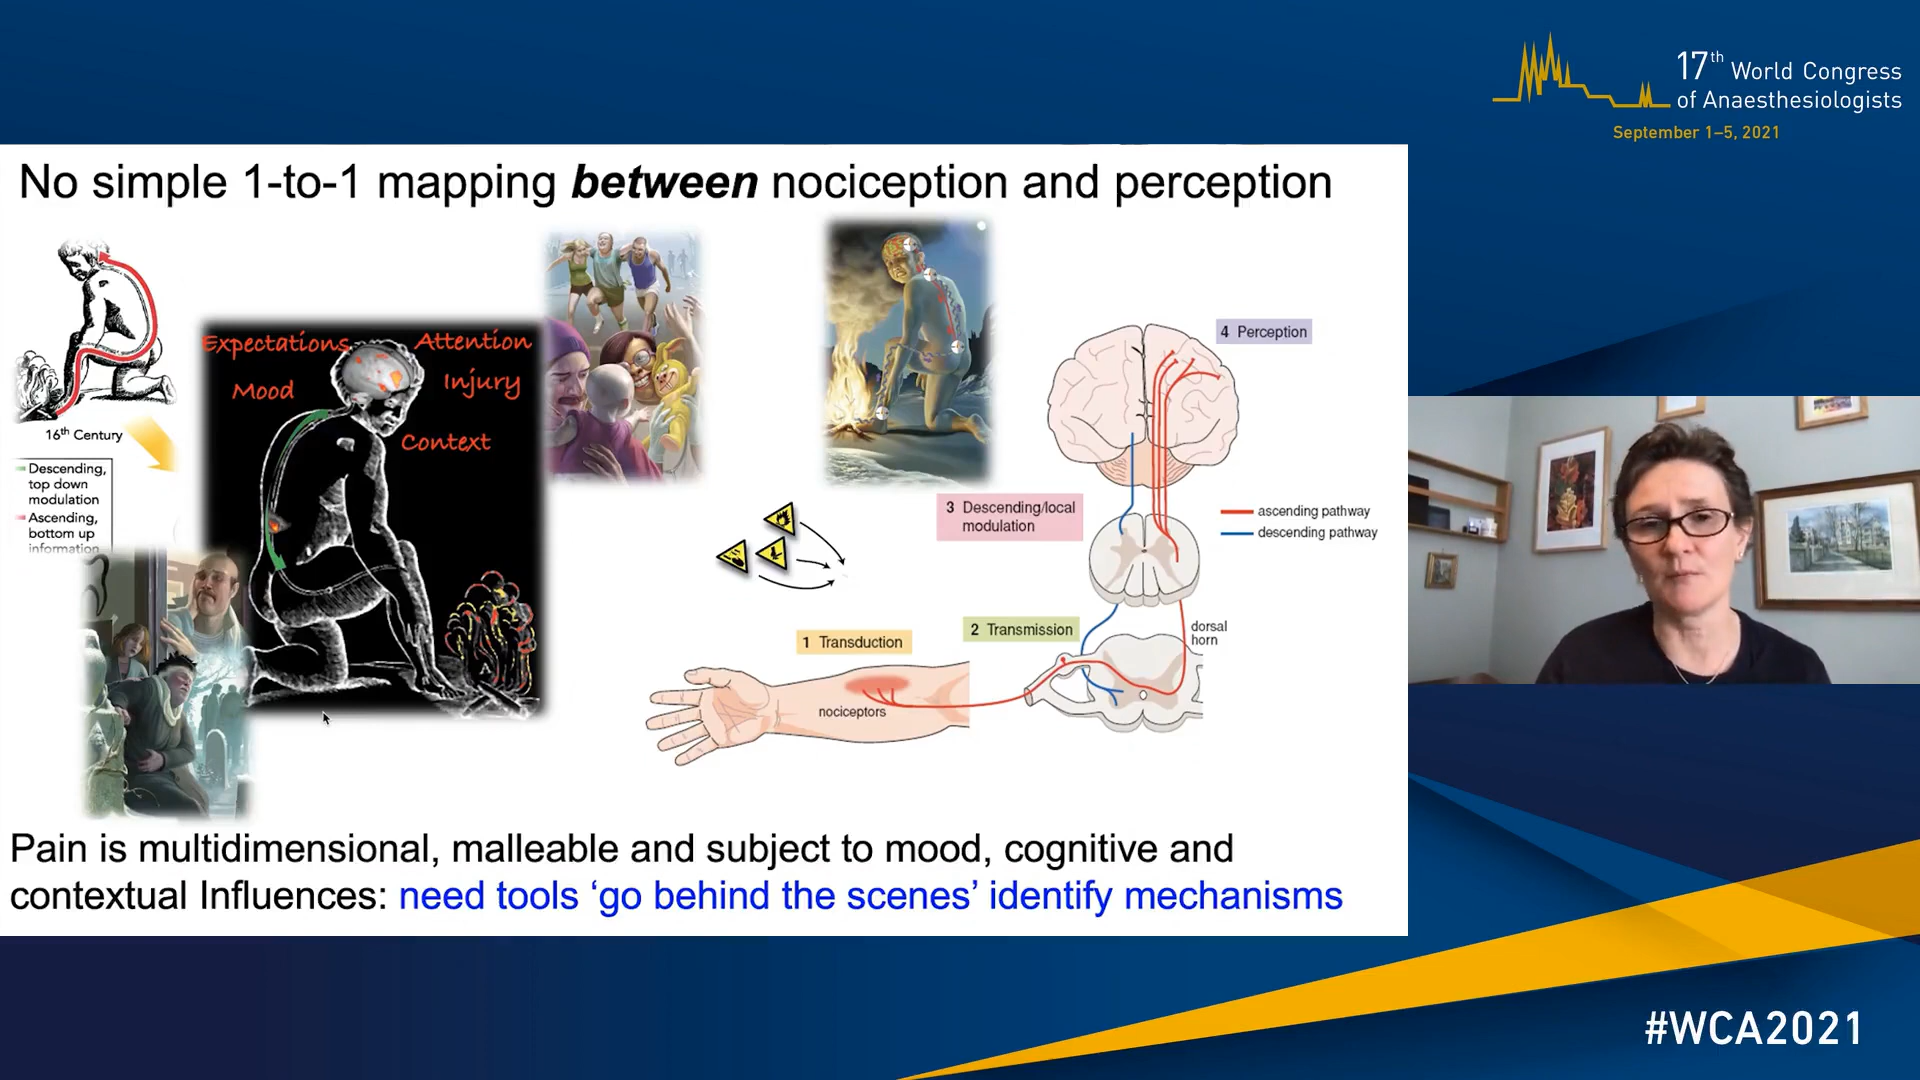 17th World Congress
of Anaesthesiologists
September 1–5, 2021
No simple 1-to-1 mapping between nociception and perception
16th Century
Descending,
top down
modulation
Ascending,
bottom up
information
Expectations
Attention
Mood
Injury
Context
4 Perception
3 Descending/local
modulation
ascending pathway
descending pathway
2 Transmission
dorsal
horn
1 Transduction
nociceptors
Pain is multidimensional, malleable and subject to mood, cognitive and
contextual Influences: need tools ‘go behind the scenes’ identify mechanisms
#WCA2021